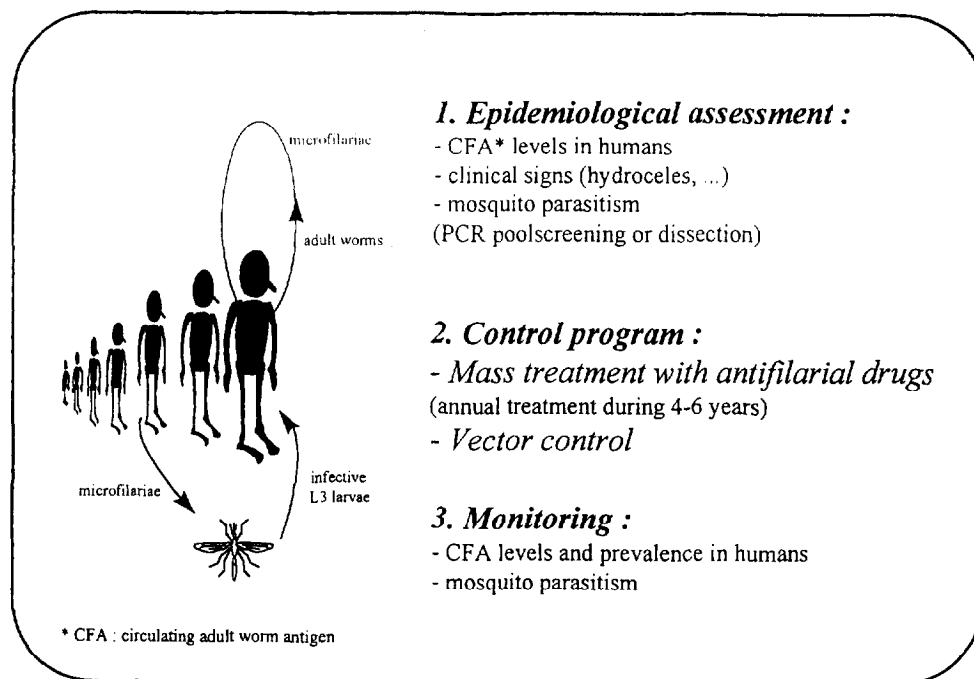 microfilariae
adult worms
microfilariae
infective
L3 larvae
* CFA : circulating adult worm antigen
1. Epidemiological assessment :
- CFA* levels in humans
- clinical signs (hydroceles, ...)
- mosquito parasitism
(PCR poolscreening or dissection)
2. Control program :
- Mass treatment with antifilarial drugs
(annual treatment during 4-6 years)
- Vector control
3. Monitoring :
- CFA levels and prevalence in humans
- mosquito parasitism